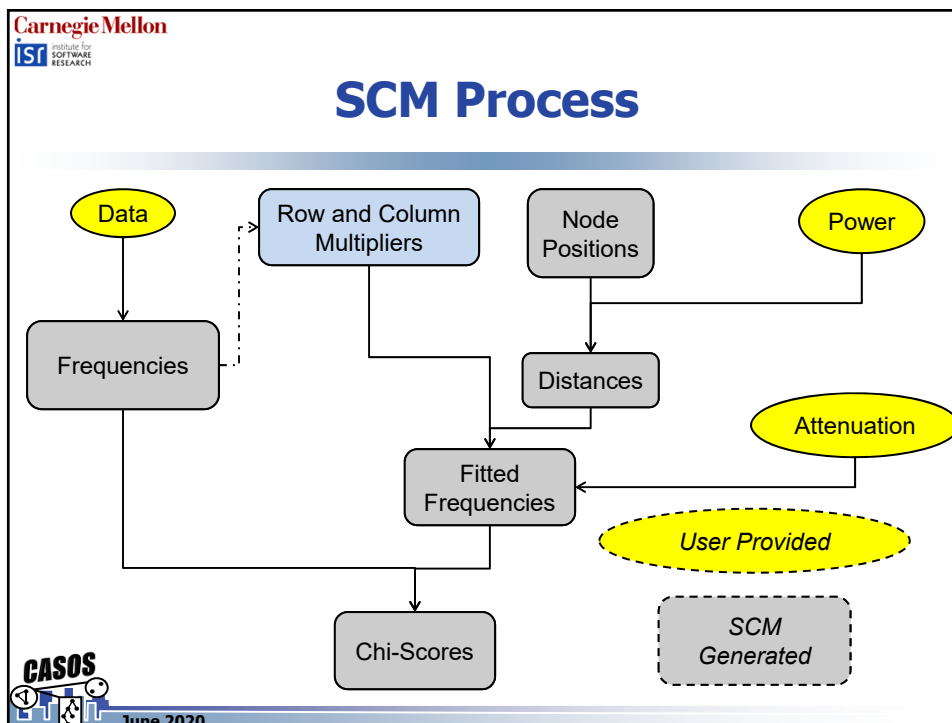 Carnegie Mellon
isr institute for
SOFTWARE
RESEARCH
SCM Process
Data
Row and Column
Multipliers
Node
Positions
Power
Frequencies
Distances
Attenuation
Fitted
Frequencies
User Provided
SCM
Generated
Chi-Scores
CASOS
June 2020